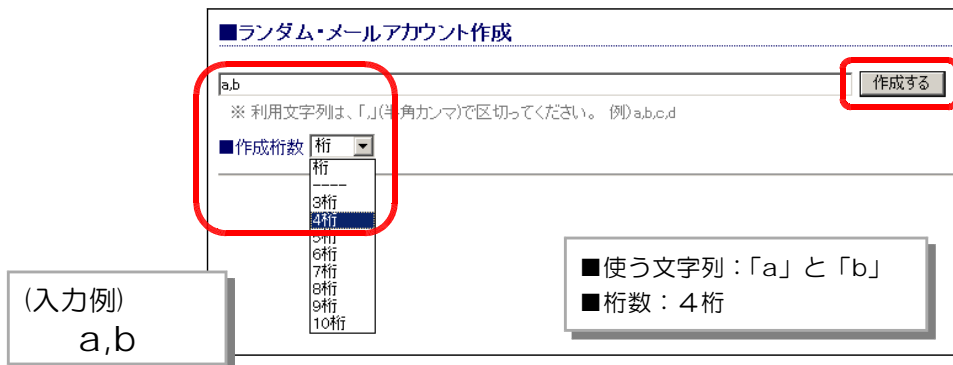 ■ランダム・メールアカウント作成
a,b
作成する
※ 利用文字列は、「,」(半角カンマ)で区切ってください。 例)a,b,c,d
■作成桁数 桁
桁
----
3桁
4桁
5桁
6桁
7桁
8桁
9桁
10桁
■使う文字列:「a」と「b」
■桁数:4桁
(入力例)
a,b